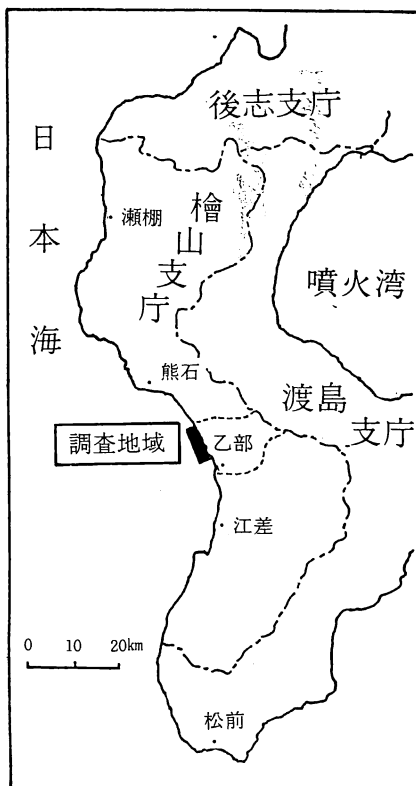 後志支庁
日本海
瀬棚
檜山支庁
噴火湾
熊石
渡島支庁
調査地域
乙部
江差
0 10 20km
松前